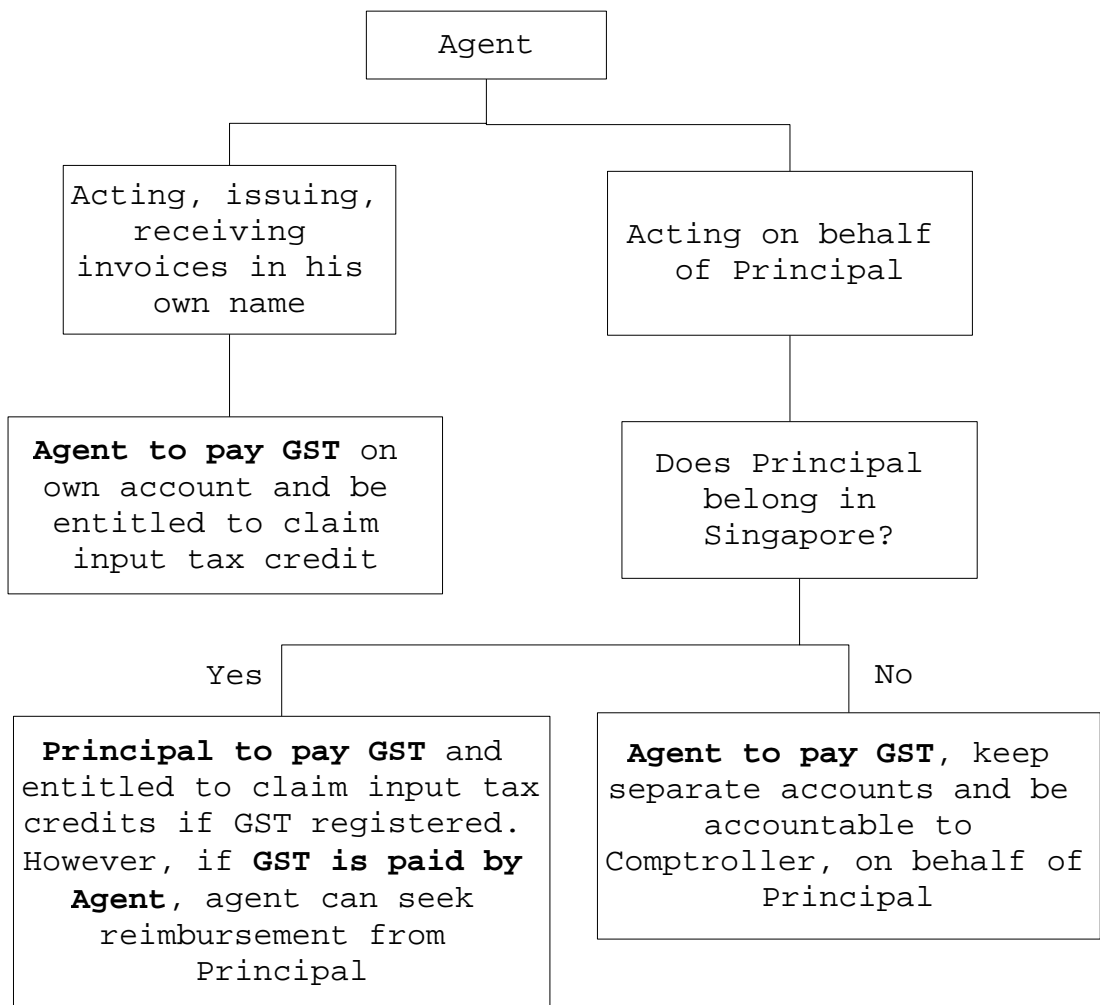 Agent
Acting, issuing,
receiving
invoices in his
own name
Acting on behalf
of Principal
Agent to pay GST on
own account and be
entitled to claim
input tax credit
Does Principal
belong in
Singapore?
Yes
No
Principal to pay GST and
entitled to claim input tax
credits if GST registered.
However, if GST is paid by
Agent, agent can seek
reimbursement from
Principal
Agent to pay GST, keep
separate accounts and be
accountable to
Comptroller, on behalf of
Principal